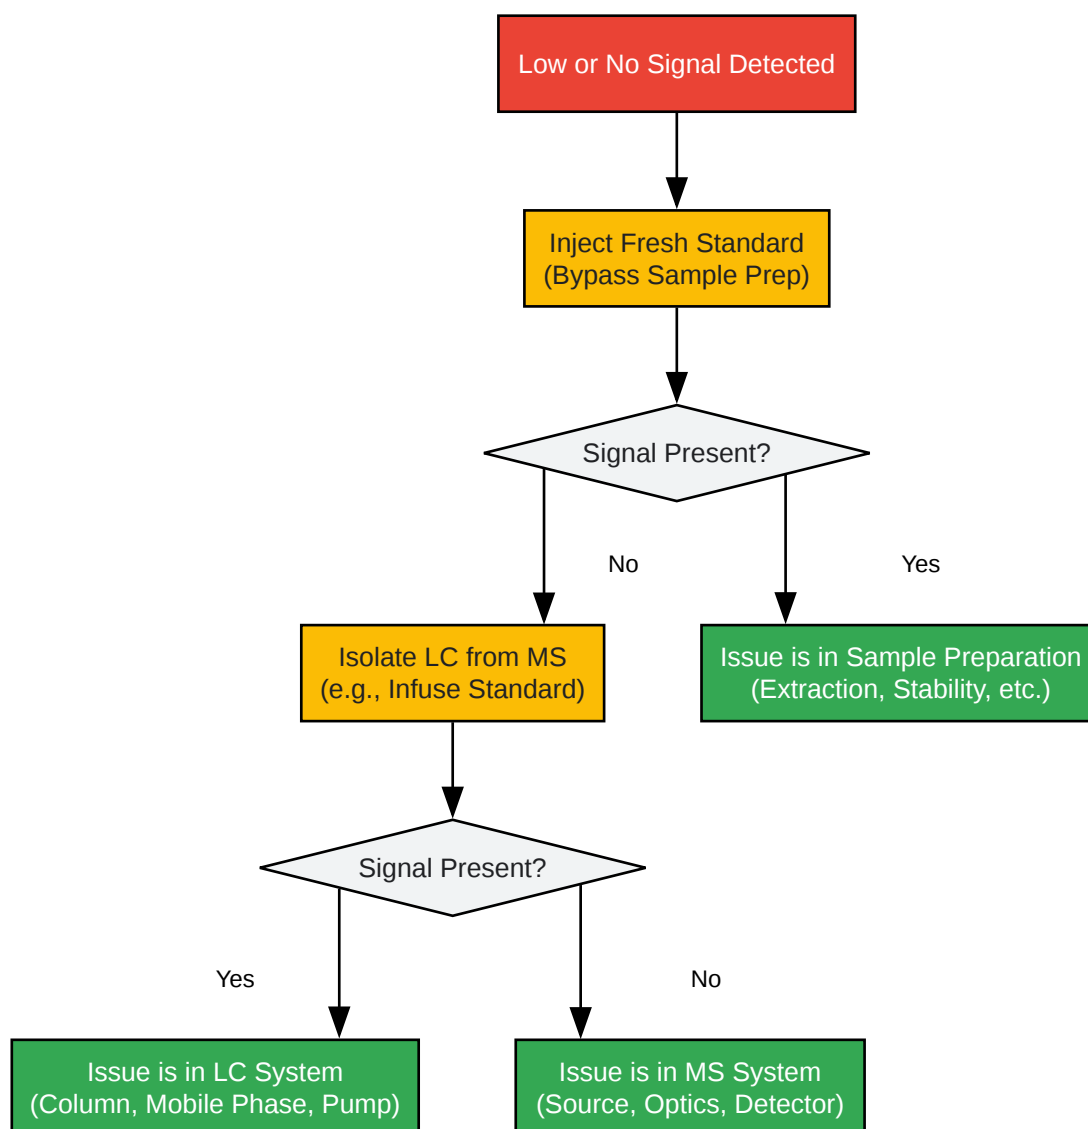 Low or No Signal Detected
Inject Fresh Standard
(Bypass Sample Prep)
Signal Present?
No
Yes
Isolate LC from MS
(e.g., Infuse Standard)
Issue is in Sample Preparation
(Extraction, Stability, etc.)
Signal Present?
Yes
No
Issue is in LC System
(Column, Mobile Phase, Pump)
Issue is in MS System
(Source, Optics, Detector)